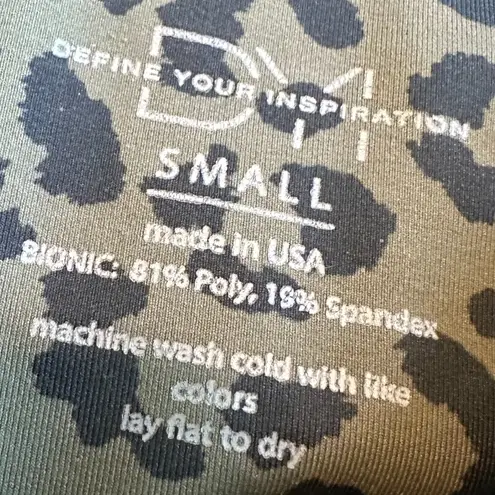 DYI
DEFINE YOUR INSPIRATION
SMALL
made in USA
BIONIC: 81% Poly, 19% Spandex
machine wash cold with like
colors
lay flat to dry